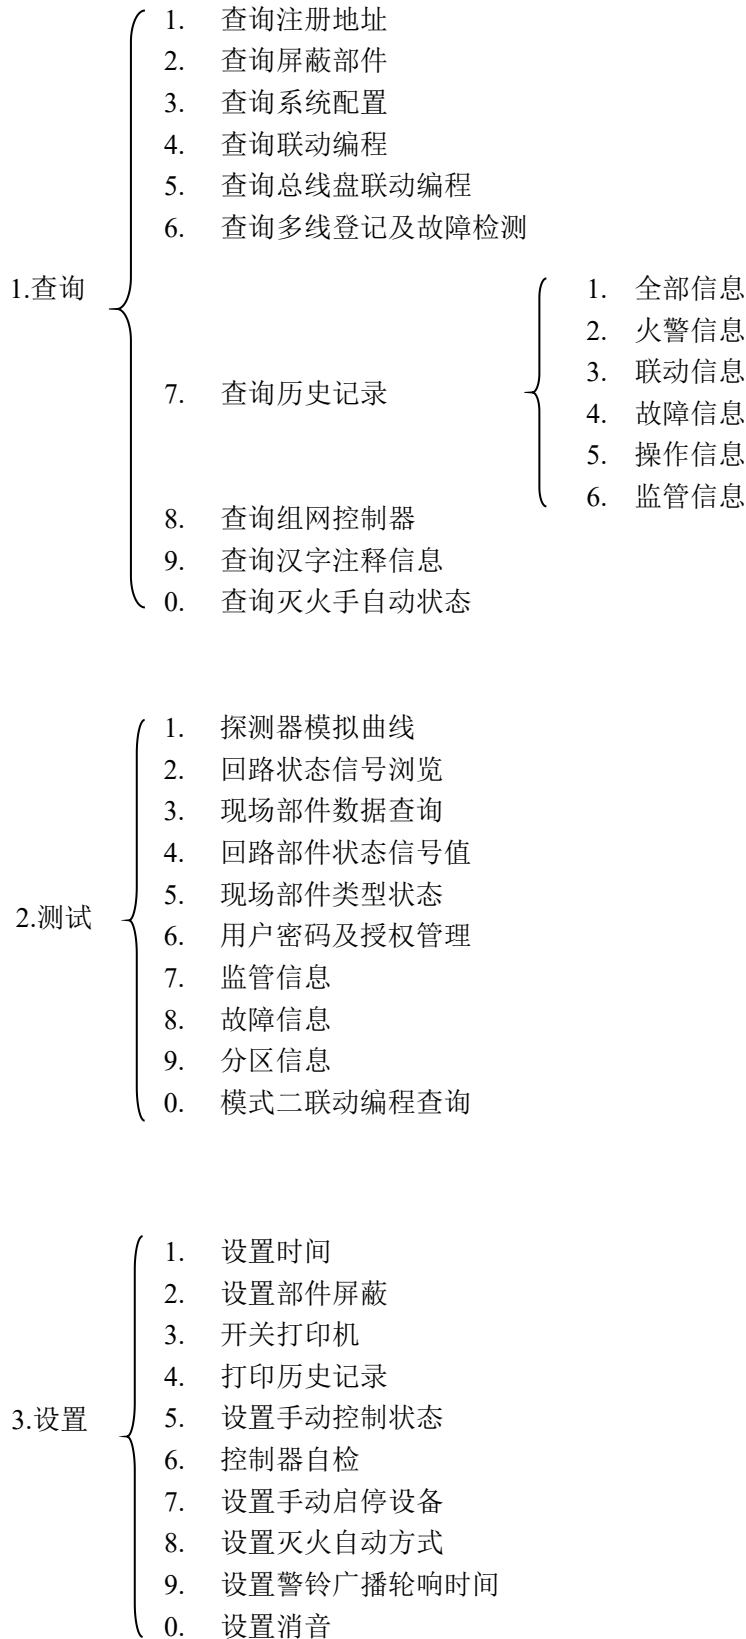 1. 查询注册地址
2. 查询屏蔽部件
3. 查询系统配置
4. 查询联动编程
5. 查询总线盘联动编程
6. 查询多线登记及故障检测
1.查询
7. 查询历史记录
1. 全部信息
2. 火警信息
3. 联动信息
4. 故障信息
5. 操作信息
6. 监管信息
8. 查询组网控制器
9. 查询汉字注释信息
0. 查询灭火手自动状态
2.测试
1. 探测器模拟曲线
2. 回路状态信号浏览
3. 现场部件数据查询
4. 回路部件状态信号值
5. 现场部件类型状态
6. 用户密码及授权管理
7. 监管信息
8. 故障信息
9. 分区信息
0. 模式二联动编程查询
3.设置
1. 设置时间
2. 设置部件屏蔽
3. 开关打印机
4. 打印历史记录
5. 设置手动控制状态
6. 控制器自检
7. 设置手动启停设备
8. 设置灭火自动方式
9. 设置警铃广播轮响时间
0. 设置消音